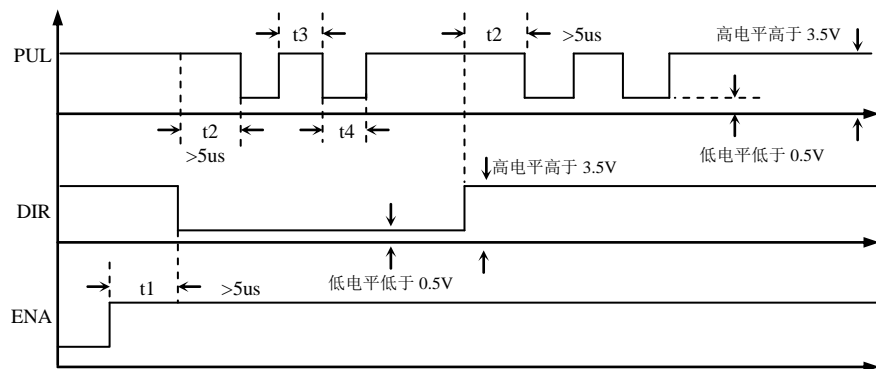 t3
t2
>5us
高电平高于 3.5V
PUL
t2
t4
>5us
低电平低于 0.5V
高电平高于 3.5V
DIR
低电平低于 0.5V
t1
>5us
ENA